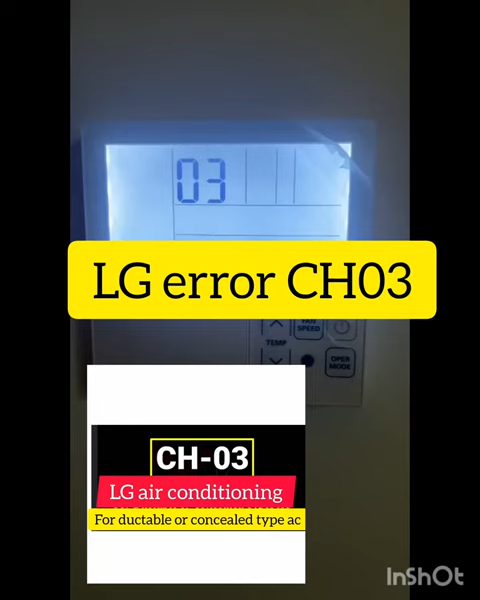 03
LG error CH03
FAN
SPEED
TEMP
OPER
MODE
CH-03
LG air conditioning
For ductable or concealed type ac
InShOt